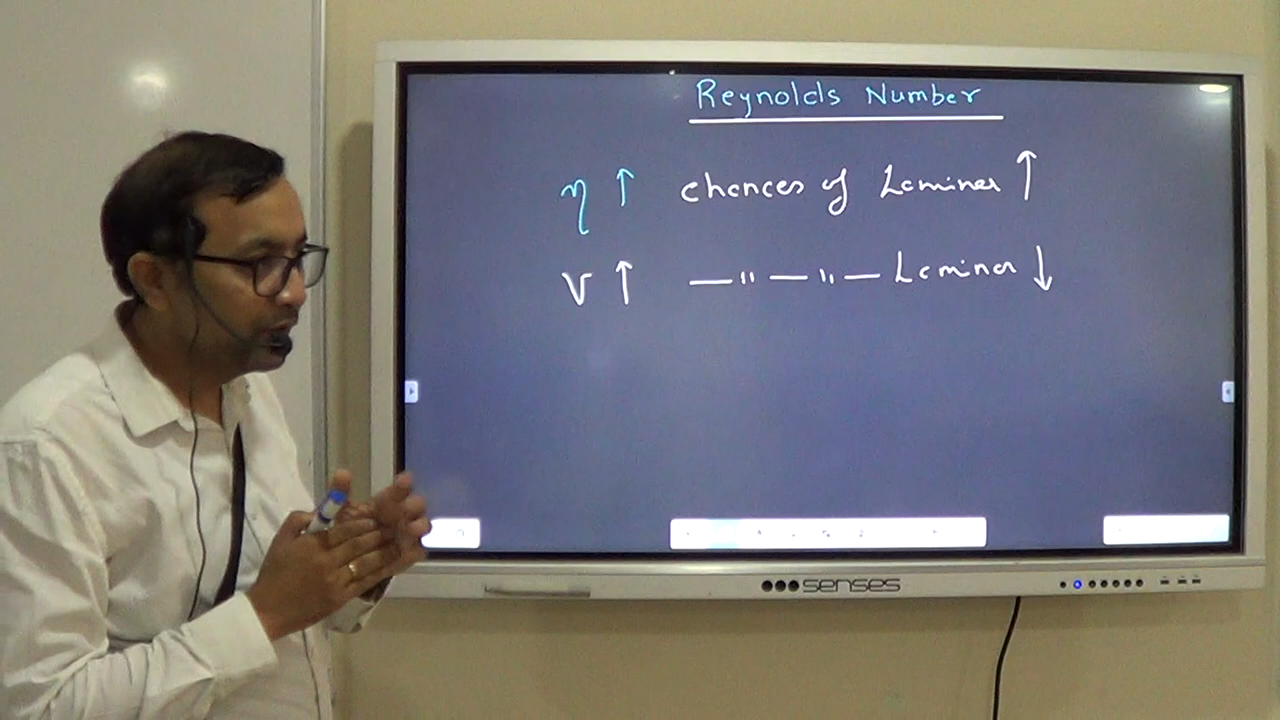 Reynolds Number
η ↑ chances of Laminar ↑
V ↑ —"—"— Laminar ↓
senses